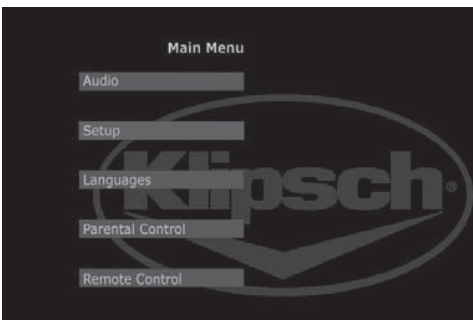 Main Menu
Audio
Setup
Languages
Parental Control
Remote Control
Klipsch®